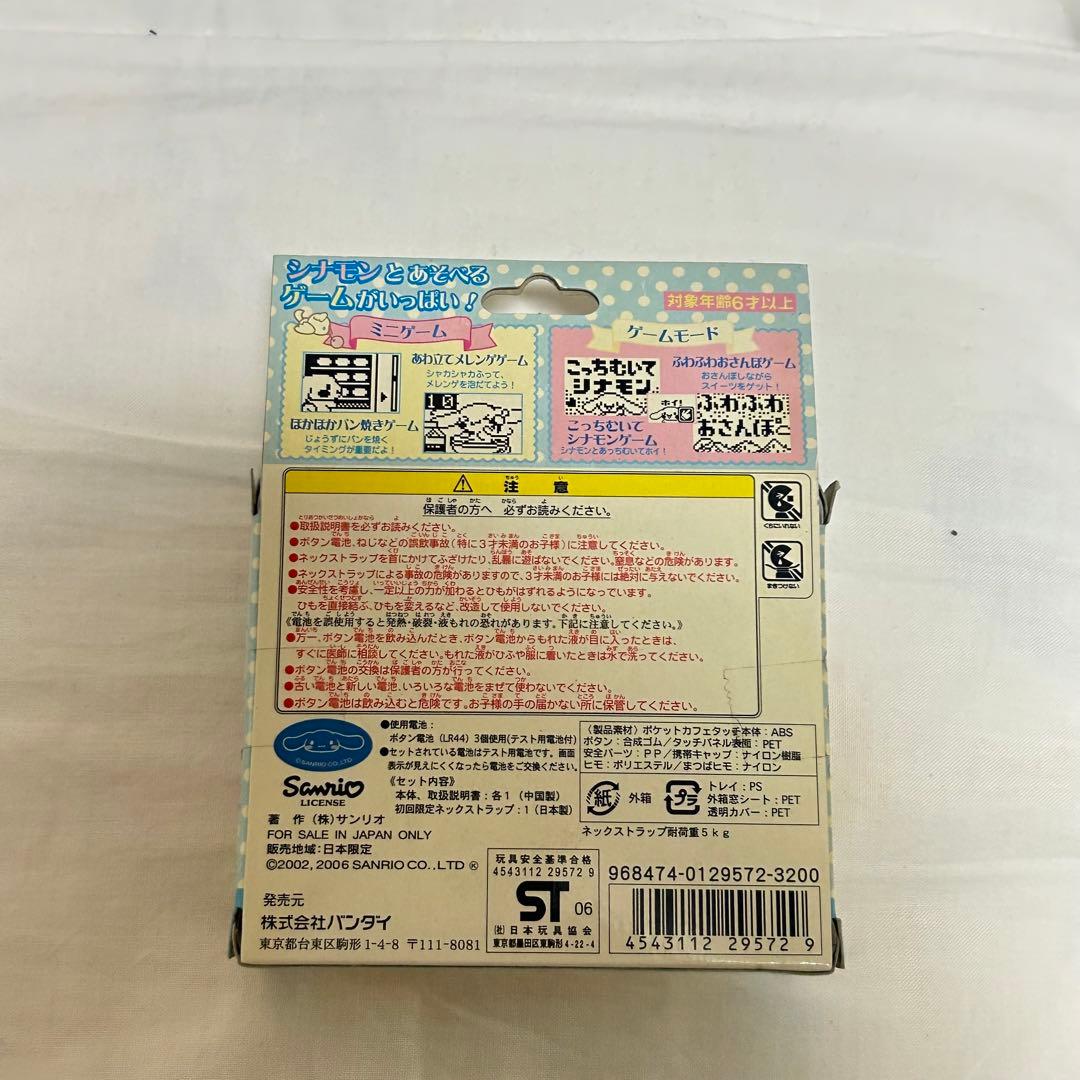 シナモンとあそべる
ゲームがいっぱい!
対象年齢6才以上
ミニゲーム
あわ立てメレンゲゲーム
シャカシャカふって、
メレンゲを泡だてよう!
10
ほかほかパン焼きゲーム
じょうずにパンを焼く
タイミングが重要だよ!
ゲームモード
こっちむいて
シナモン
ふわふわおさんぽゲーム
おさんぽしながら
スイーツをゲット!
ホイ!
ふわふわ
おさんぽ
こっちむいて
シナモンゲーム
シナモンとあっちむいてホイ!
注意
保護者の方へ 必ずお読みください。
●取扱説明書を必ずお読みください。
●ボタン電池、ねじなどの誤飲事故(特に3才未満のお子様)に注意してください。
●ネックストラップを首にかけてふざけたり、乱暴に遊ばないでください。窒息などの危険があります。
●ネックストラップによる事故の危険がありますので、3才未満のお子様には絶対に与えないでください。
●安全性を考慮し、一定以上の力が加わるとひもがはずれるようになっています。
ひもを直接結ぶ、ひもを変えるなど、改造して使用しないでください。
《電池を誤使用すると発熱・破裂・液もれの恐れがあります。下記に注意してください。》
●万一、ボタン電池を飲み込んだとき、ボタン電池からもれた液が目に入ったときは、
すぐに医師に相談してください。もれた液がひふや服に着いたときは水で洗ってください。
●ボタン電池の交換は保護者の方が行ってください。
●古い電池と新しい電池、いろいろな電池をまぜて使わないでください。
●ボタン電池は飲み込むと危険です。お子様の手の届かない所に保管してください。
くちにいれない
まきつけない
©SANRIO CO.,LTD
Sanrio
LICENSE
●使用電池:
ボタン電池(LR44)3個使用(テスト用電池付)
●セットされている電池はテスト用電池です。画面
表示が見えにくくなったら電池をご交換ください。
《セット内容》
本体、取扱説明書:各1(中国製)
初回限定ネックストラップ:1(日本製)
〈製品素材〉ポケットカフェタッチ本体:ABS
ボタン:合成ゴム/タッチパネル表面:PET
安全パーツ:PP/携帯キャップ:ナイロン樹脂
ヒモ:ポリエステル/まつばヒモ:ナイロン
紙 外箱
プラ
トレイ:PS
外箱窓シート:PET
透明カバー:PET
ネックストラップ耐荷重5kg
著 作 (株)サンリオ
FOR SALE IN JAPAN ONLY
販売地域:日本限定
©2002, 2006 SANRIO CO.,LTD ®
発売元
株式会社バンダイ
東京都台東区駒形1-4-8 〒111-8081
玩具安全基準合格
4543112 29572 9
ST 06
(社)日本玩具協会
東京都墨田区東駒形4-22-4
968474-0129572-3200
4543112 29572 9